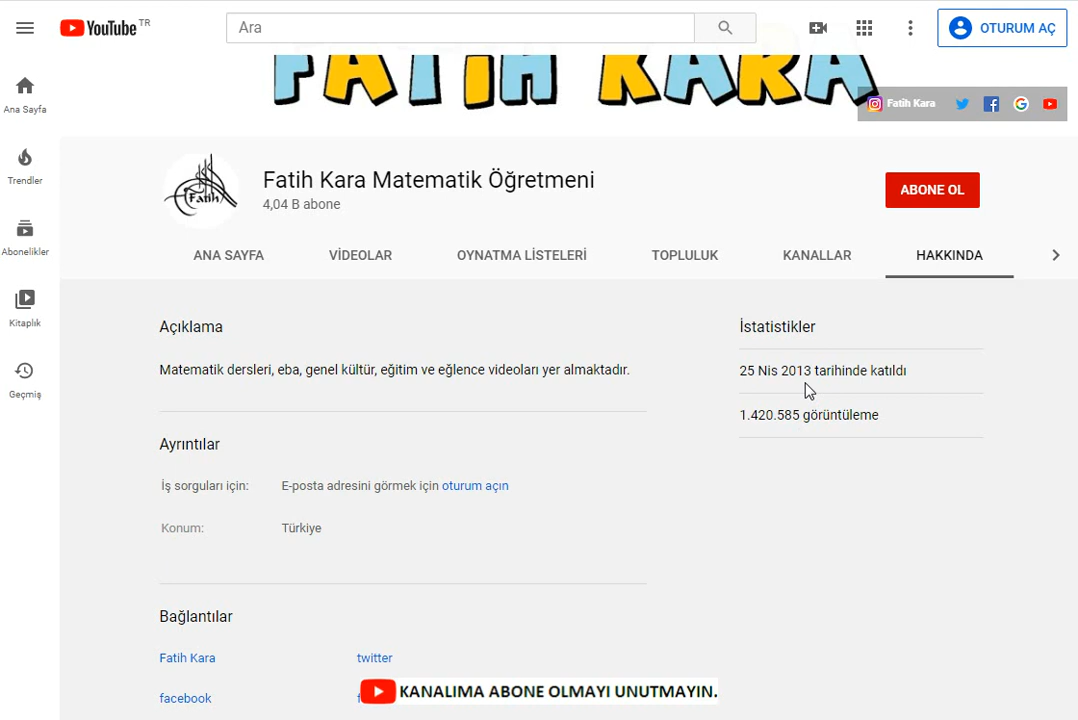 YouTube TR
Ara
OTURUM AÇ
FATİH KARA
Fatih Kara
Ana Sayfa
Trendler
Abonelikler
Kitaplık
Geçmiş
Fatih
Fatih Kara Matematik Öğretmeni
4,04 B abone
ABONE OL
ANA SAYFA VİDEOLAR OYNATMA LİSTELERİ TOPLULUK KANALLAR HAKKINDA
Açıklama
Matematik dersleri, eba, genel kültür, eğitim ve eğlence videoları yer almaktadır.
Ayrıntılar
İş sorguları için: E-posta adresini görmek için oturum açın
Konum: Türkiye
Bağlantılar
Fatih Kara twitter
facebook
İstatistikler
25 Nis 2013 tarihinde katıldı
1.420.585 görüntüleme
KANALIMA ABONE OLMAYI UNUTMAYIN.